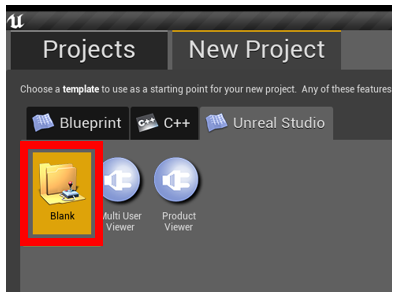 Projects
New Project
Choose a template to use as a starting point for your new project. Any of these features
Blueprint
C++
Unreal Studio
Blank
Multi User
Viewer
Product
Viewer